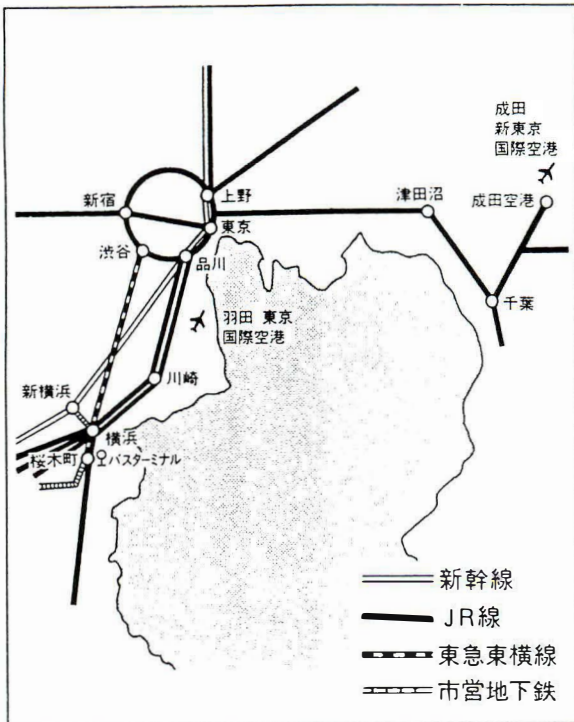 成田
新東京
国際空港
上野
新宿
津田沼
成田空港
東京
渋谷
品川
千葉
羽田 東京
国際空港
川崎
新横浜
横浜
桜木町
バスターミナル
新幹線
JR線
東急東横線
市営地下鉄